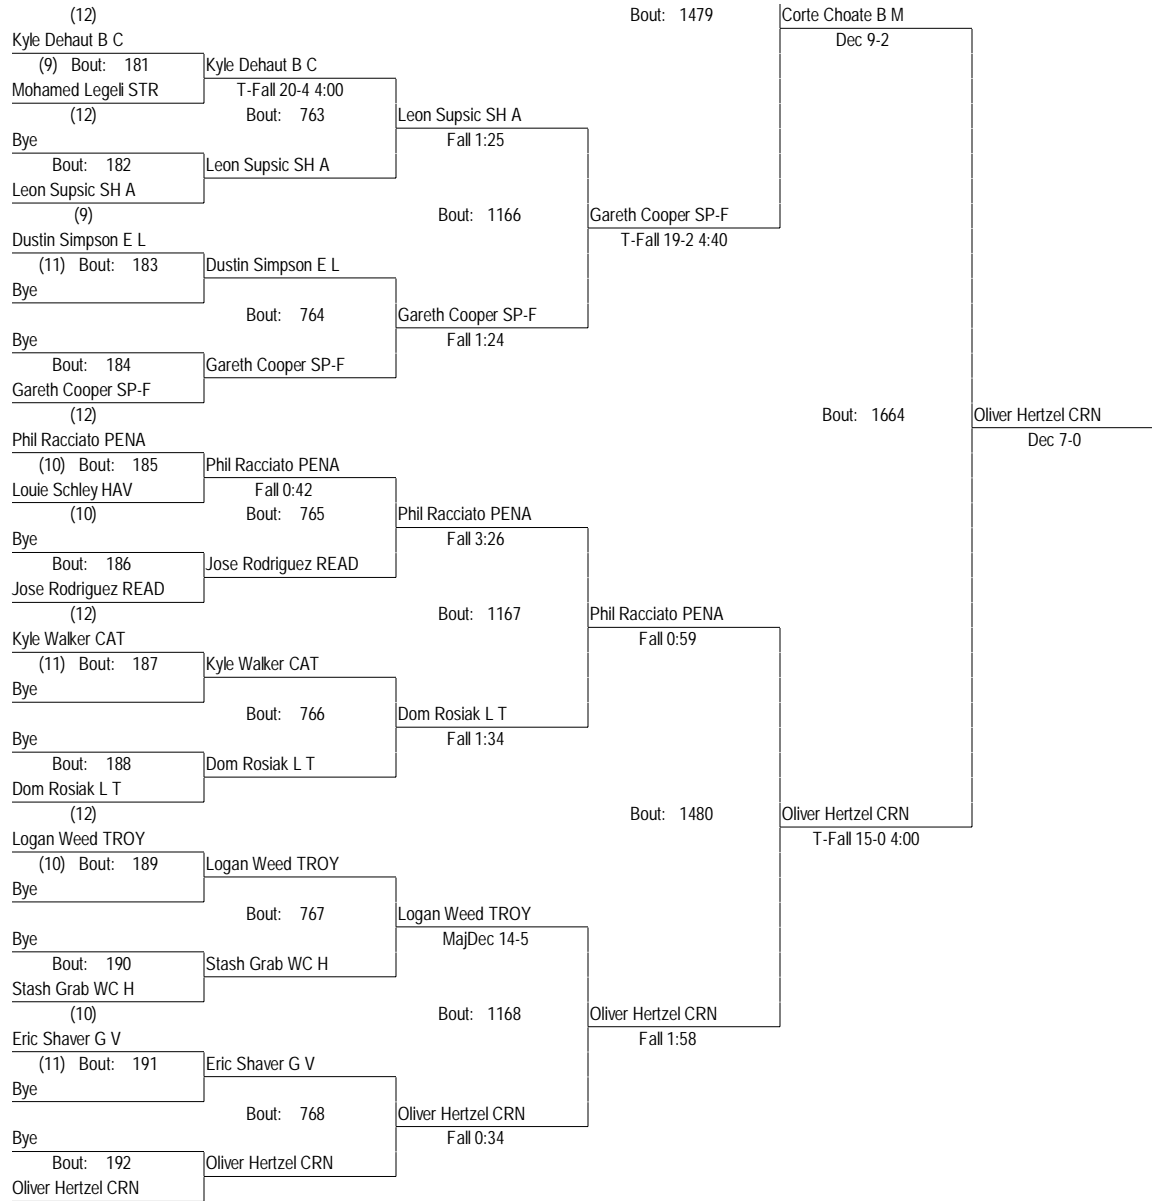 (12) Bout: 1479 Corte Choate B M
Kyle Dehaut B C Dec 9-2
(9) Bout: 181 Kyle Dehaut B C
Mohamed Legeli STR T-Fall 20-4 4:00
(12) Bout: 763 Leon Supsic SH A
Bye Fall 1:25
Bout: 182 Leon Supsic SH A
Leon Supsic SH A
(9) Bout: 1166 Gareth Cooper SP-F
Dustin Simpson E L T-Fall 19-2 4:40
(11) Bout: 183 Dustin Simpson E L
Bye
Bout: 764 Gareth Cooper SP-F
Bye Fall 1:24
Bout: 184 Gareth Cooper SP-F
Gareth Cooper SP-F
(12) Bout: 1664 Oliver Hertzel CRN
Phil Racciato PENA Dec 7-0
(10) Bout: 185 Phil Racciato PENA
Louie Schley HAV Fall 0:42
(10) Bout: 765 Phil Racciato PENA
Bye Fall 3:26
Bout: 186 Jose Rodriguez READ
Jose Rodriguez READ
(12) Bout: 1167 Phil Racciato PENA
Kyle Walker CAT Fall 0:59
(11) Bout: 187 Kyle Walker CAT
Bye
Bout: 766 Dom Rosiak L T
Bye Fall 1:34
Bout: 188 Dom Rosiak L T
Dom Rosiak L T
(12) Bout: 1480 Oliver Hertzel CRN
Logan Weed TROY T-Fall 15-0 4:00
(10) Bout: 189 Logan Weed TROY
Bye
Bout: 767 Logan Weed TROY
Bye MajDec 14-5
Bout: 190 Stash Grab WC H
Stash Grab WC H
(10) Bout: 1168 Oliver Hertzel CRN
Eric Shaver G V Fall 1:58
(11) Bout: 191 Eric Shaver G V
Bye
Bout: 768 Oliver Hertzel CRN
Bye Fall 0:34
Bout: 192 Oliver Hertzel CRN
Oliver Hertzel CRN